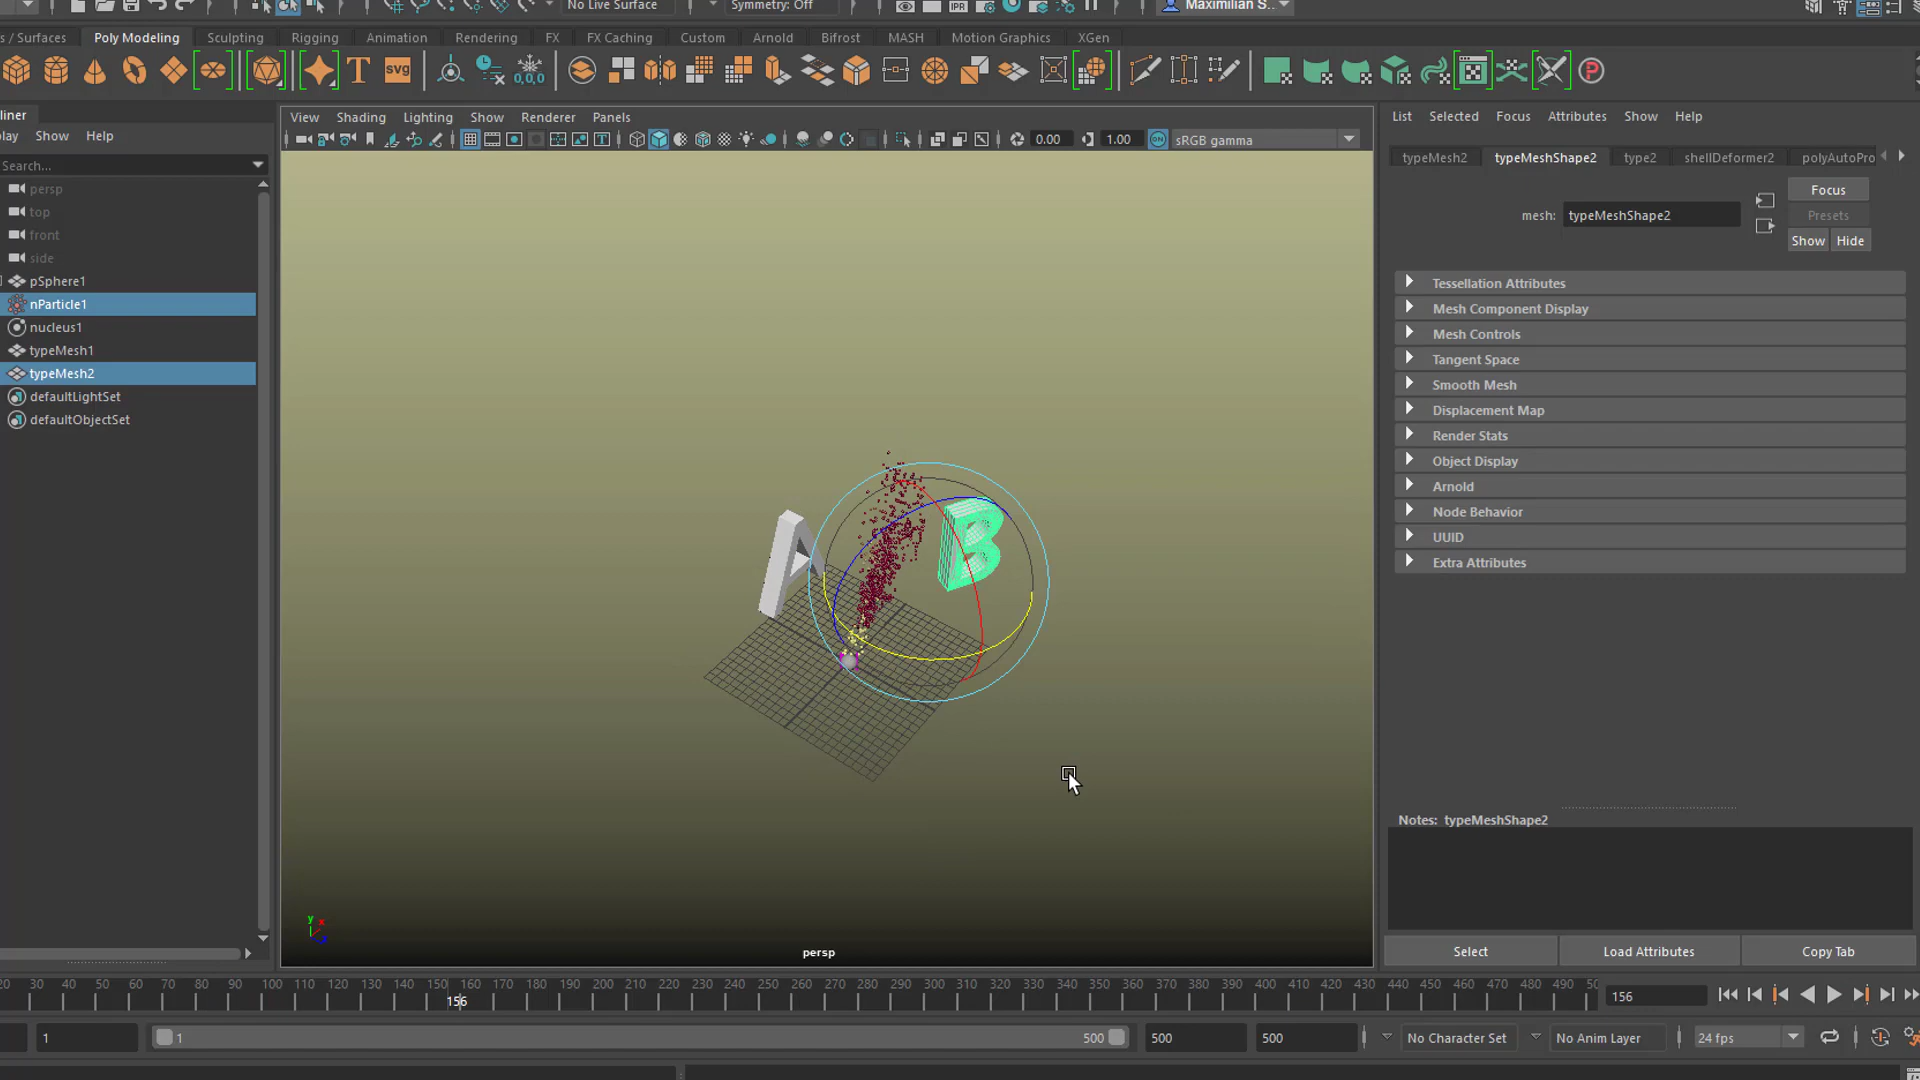 No Live Surface Symmetry: Off IPR Maximilian S...
/ Surfaces Poly Modeling Sculpting Rigging Animation Rendering FX FX Caching Custom Arnold Bifrost MASH Motion Graphics XGen
T SVG 0,0,0 P
liner
play Show Help
Search...
persp
top
front
side
pSphere1
nParticle1
nucleus1
typeMesh1
typeMesh2
defaultLightSet
defaultObjectSet
View Shading Lighting Show Renderer Panels
0.00 1.00 ON sRGB gamma
A B
y x
persp
List Selected Focus Attributes Show Help
typeMesh2 typeMeshShape2 type2 shellDeformer2 polyAutoPro
Focus
mesh: typeMeshShape2 Presets
Show Hide
Tessellation Attributes
Mesh Component Display
Mesh Controls
Tangent Space
Smooth Mesh
Displacement Map
Render Stats
Object Display
Arnold
Node Behavior
UUID
Extra Attributes
Notes: typeMeshShape2
Select Load Attributes Copy Tab
20 30 40 50 60 70 80 90 100 110 120 130 140 150 160 170 180 190 200 210 220 230 240 250 260 270 280 290 300 310 320 330 340 350 360 370 380 390 400 410 420 430 440 450 460 470 480 490 50
156 156
1 1 500 500 500 No Character Set No Anim Layer 24 fps